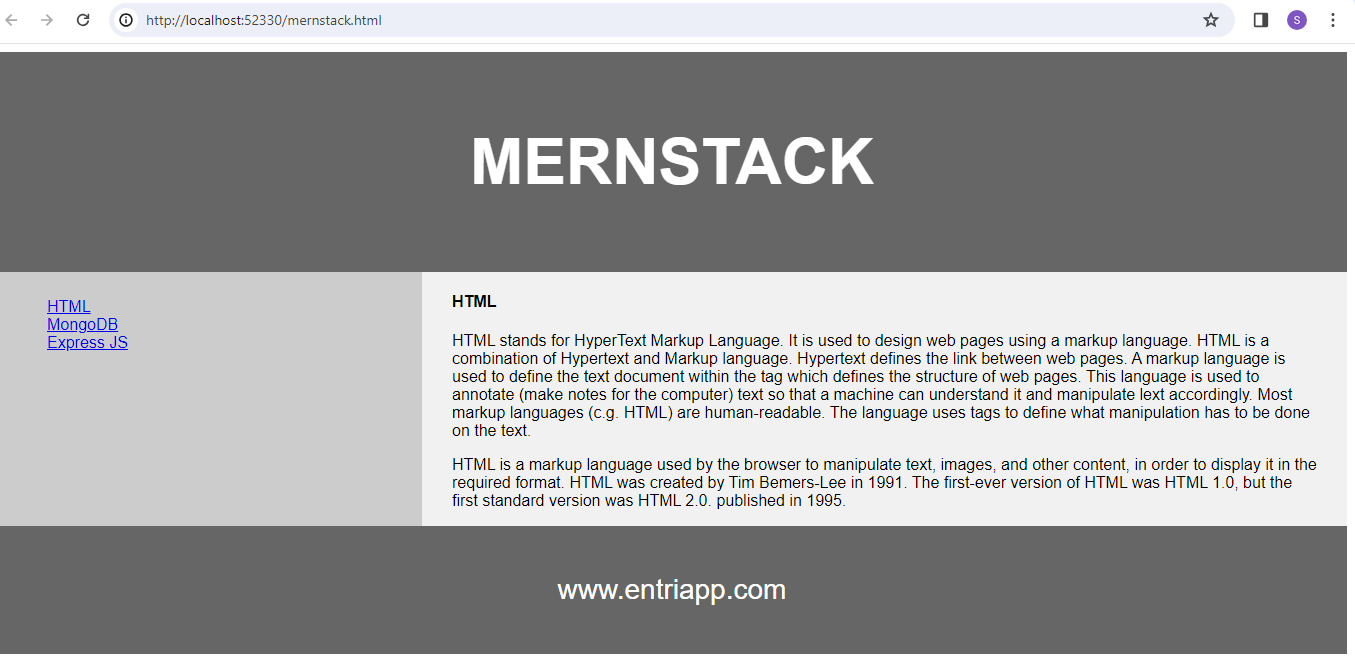 http://localhost:52330/mernstack.html
S
MERNSTACK
HTML
MongoDB
Express JS
HTML
HTML stands for HyperText Markup Language. It is used to design web pages using a markup language. HTML is a
combination of Hypertext and Markup language. Hypertext defines the link between web pages. A markup language is
used to define the text document within the tag which defines the structure of web pages. This language is used to
annotate (make notes for the computer) text so that a machine can understand it and manipulate lext accordingly. Most
markup languages (c.g. HTML) are human-readable. The language uses tags to define what manipulation has to be done
on the text.
HTML is a markup language used by the browser to manipulate text, images, and other content, in order to display it in the
required format. HTML was created by Tim Bemers-Lee in 1991. The first-ever version of HTML was HTML 1.0, but the
first standard version was HTML 2.0. published in 1995.
www.entriapp.com